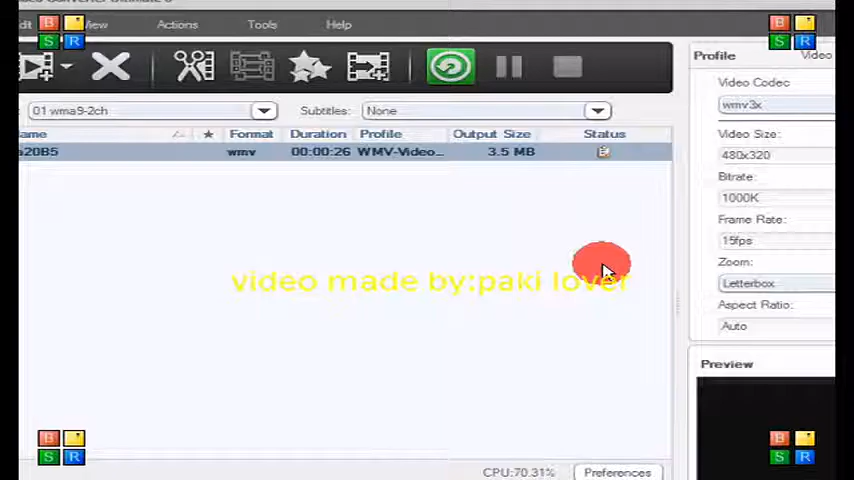 View Actions Tools Help
01 wma9-2ch Subtitles: None
Format Duration Profile Output Size Status
wmv 00:00:26 WMV-Video... 3.5 MB
video made by:paki lover
CPU:70.31% Preferences
Profile Video
Video Codec
wmv3x
Video Size:
480x320
Bitrate:
1000K
Frame Rate:
15fps
Zoom:
Letterbox
Aspect Ratio:
Auto
Preview
B
S R
B
S R
B
S R
B
S R